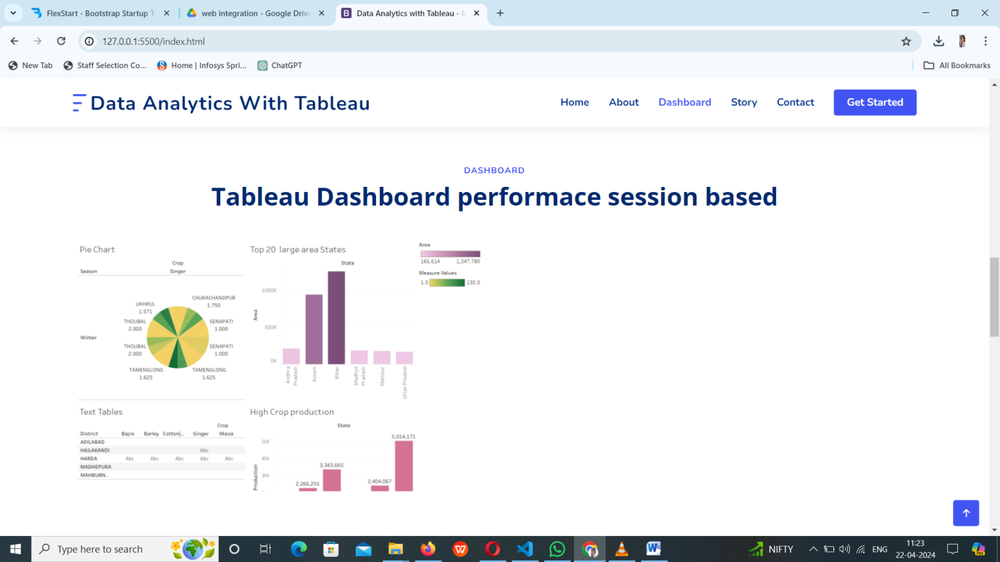 FlexStart - Bootstrap Startup T
web integration - Google Drive
Data Analytics with Tableau - I
127.0.0.1:5500/index.html
New Tab
Staff Selection Co...
Home | Infosys Spri...
ChatGPT
All Bookmarks
Data Analytics With Tableau
Home
About
Dashboard
Story
Contact
Get Started
DASHBOARD
Tableau Dashboard performace session based
Pie Chart
Crop
Season Ginger
Winter
UKHRUL
1.571
CHURACHANDPUR
1.750
THOUBAL
2.000
SENAPATI
1.000
THOUBAL
2.000
SENAPATI
1.000
TAMENGLONG
1.625
TAMENGLONG
1.625
Top 20 large area States
State
1000K
500K
0K
Area
Andhra
Pradesh
Assam
Bihar
Madhya
Pradesh
Manipur
Uttar Pradesh
Area
165,614 1,247,780
Measure Values
1.0 130.0
Text Tables
Crop
District Bajra Barley Cotton(.. Ginger Maize
ADILABAD
HAILAKANDI Abc
HARDA Abc Abc Abc Abc Abc
MADHEPURA
MAHBUBN..
High Crop production
State
5M
4M
3M
Production
2,266,255
3,343,665
2,404,067
5,014,171
Type here to search
NIFTY
ENG
11:23
22-04-2024